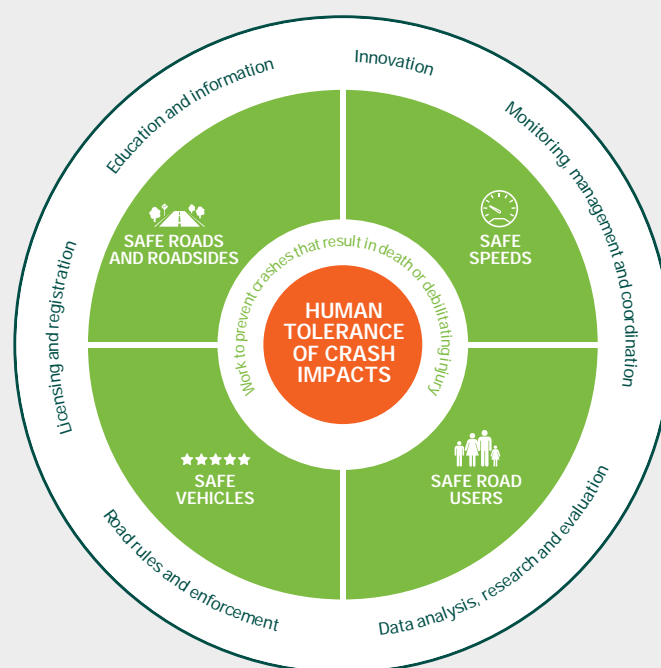 Innovation
Education and information
Monitoring, management and coordination
SAFE ROADS
AND ROADSIDES
SAFE
SPEEDS
Work to prevent crashes that result in death or debilitating injury
HUMAN
TOLERANCE
OF CRASH
IMPACTS
Licensing and registration
SAFE
VEHICLES
SAFE ROAD
USERS
Road rules and enforcement
Data analysis, research and evaluation